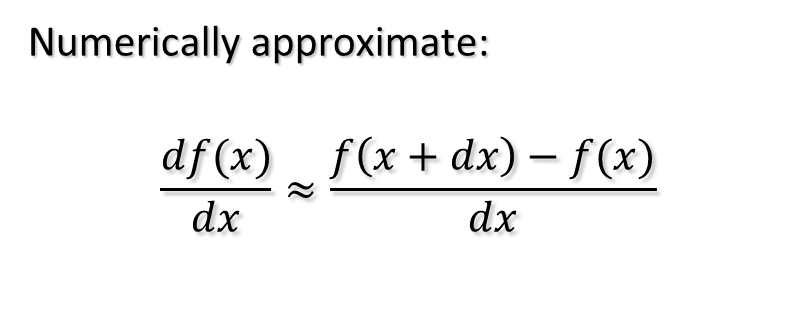 Numerically approximate:
df(x)/dx ≈ f(x + dx) − f(x)/dx